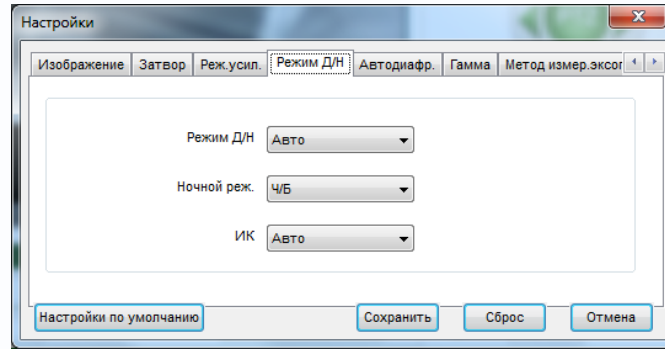 Настройки
Изображение Затвор Реж.усил. Режим Д/Н Автодиафр. Гамма Метод измер.эксп
Режим Д/Н Авто
Ночной реж. Ч/Б
ИК Авто
Настройки по умолчанию Сохранить Сброс Отмена